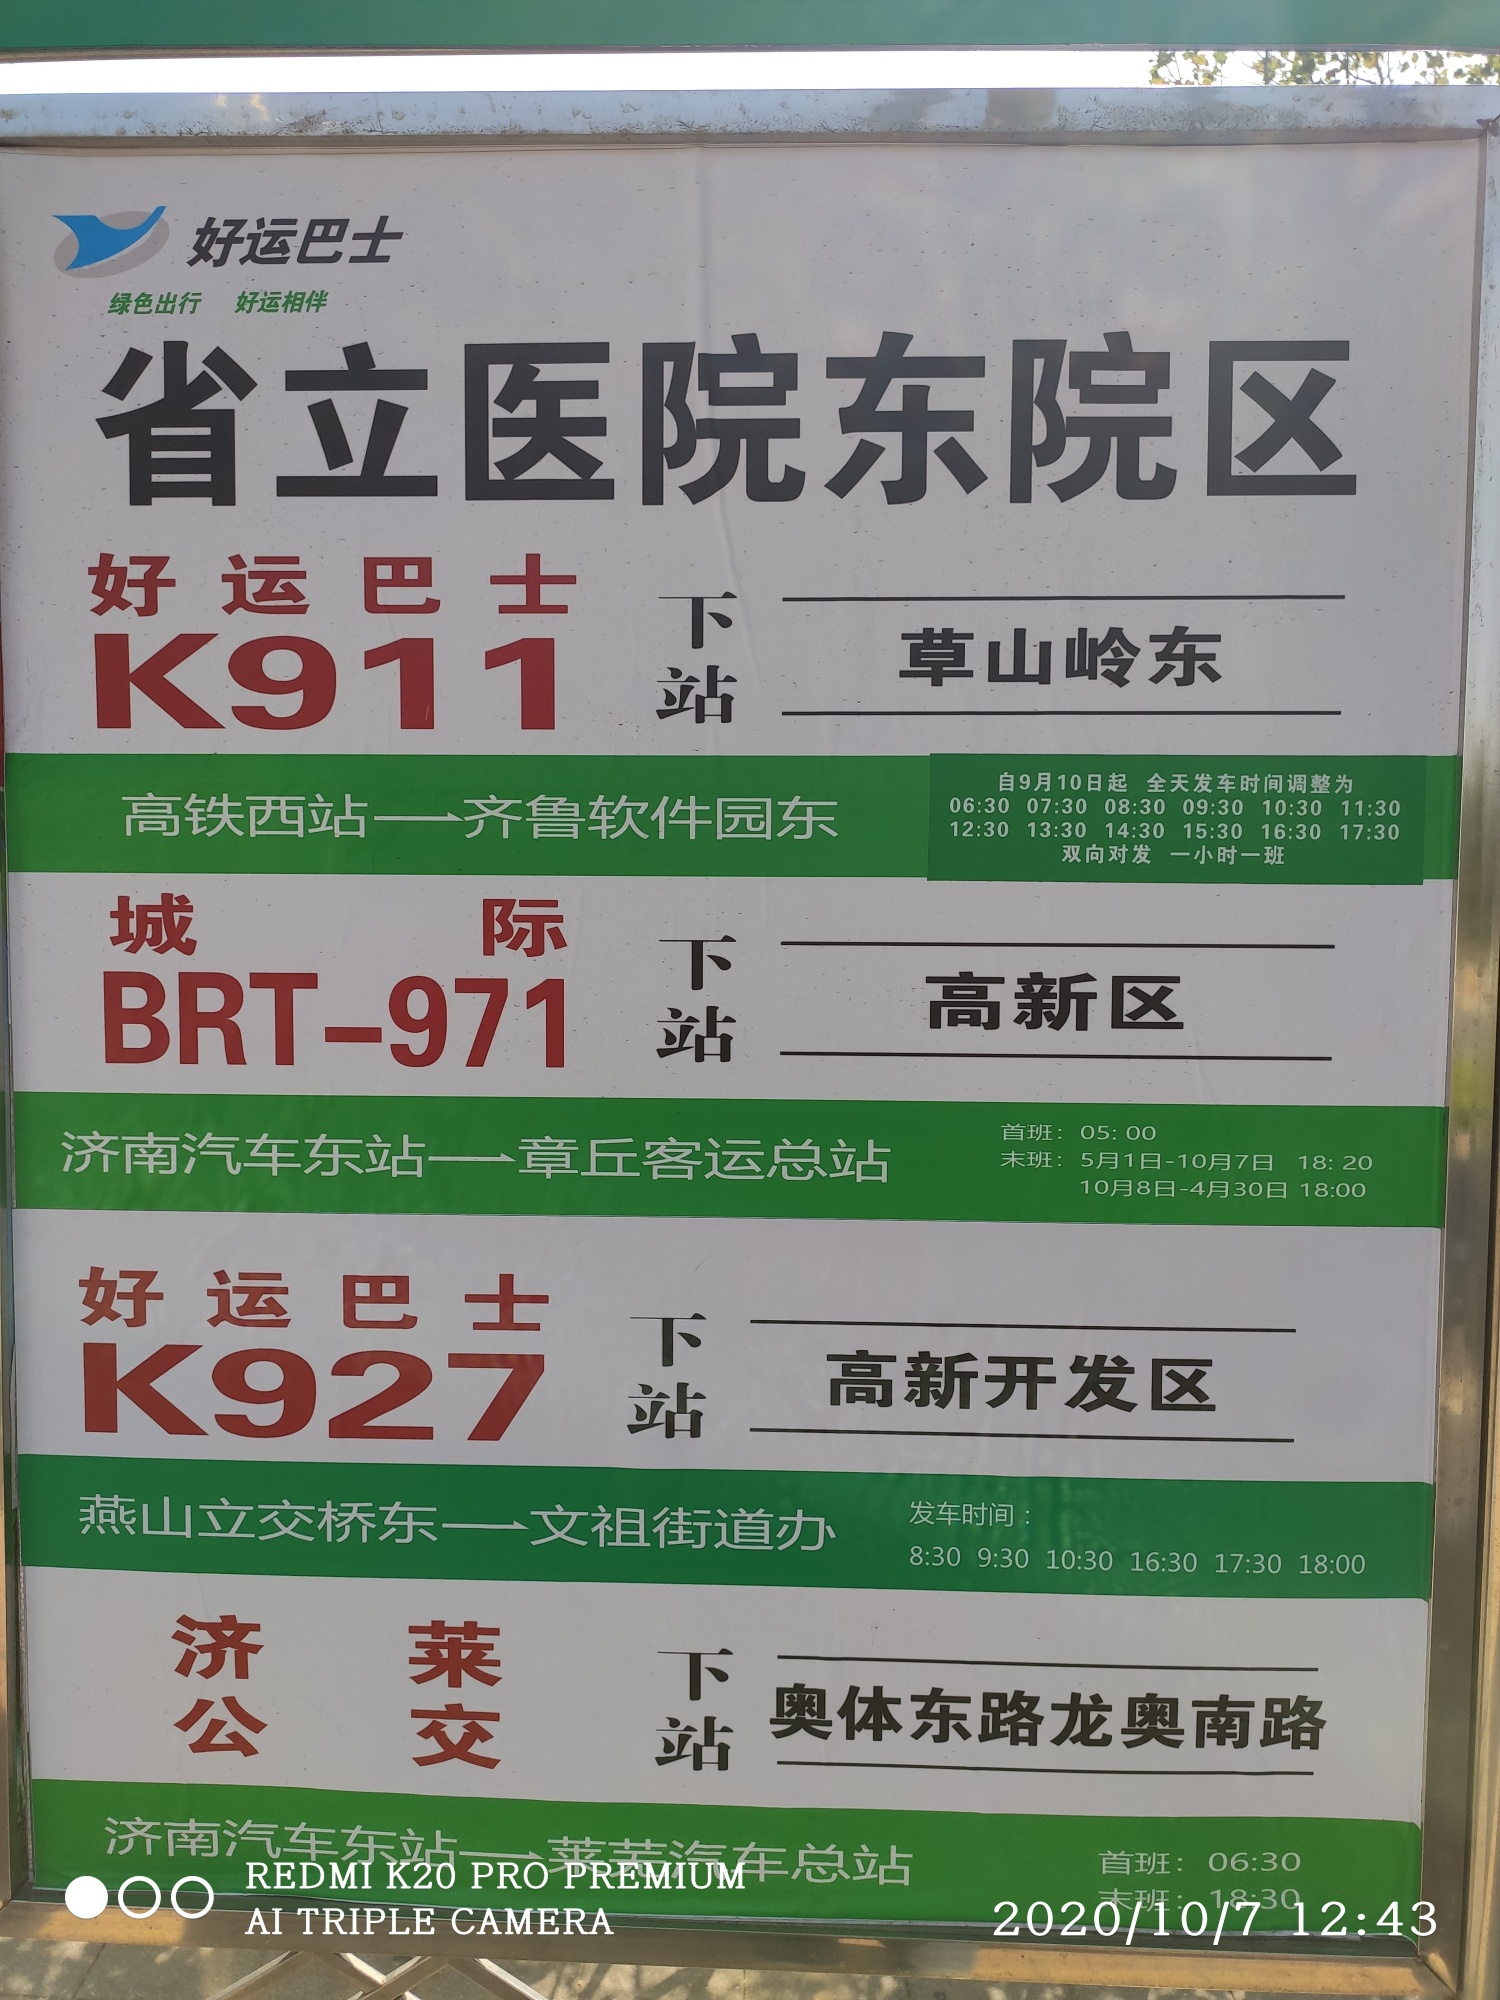 好运巴士
绿色出行 好运相伴
省立医院东院区
好运巴士
K911
下站
草山岭东
高铁西站—→齐鲁软件园东
自9月10日起 全天发车时间调整为
06:30 07:30 08:30 09:30 10:30 11:30
12:30 13:30 14:30 15:30 16:30 17:30
双向对发 一小时一班
城际
BRT-971
下站
高新区
济南汽车东站—→章丘客运总站
首班：05：00
末班：5月1日-10月7日 18：20
10月8日-4月30日 18:00
好运巴士
K927
下站
高新开发区
燕山立交桥东—→文祖街道办
发车时间：
8:30 9:30 10:30 16:30 17:30 18:00
济莱
公交
下站
奥体东路龙奥南路
济南汽车东站—→莱芜汽车总站
首班：06:30
末班：18:30
REDMI K20 PRO PREMIUM
AI TRIPLE CAMERA
2020/10/7 12:43